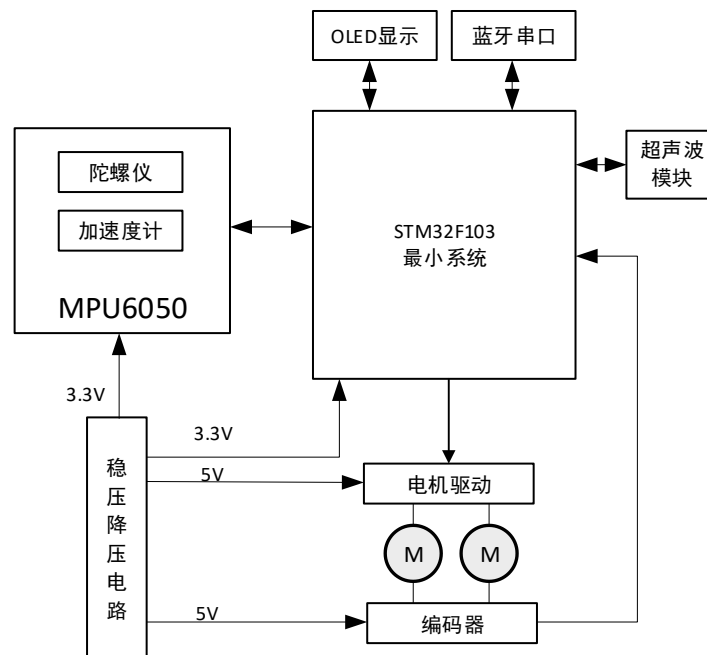 OLED显示
蓝牙串口
陀螺仪
加速度计
MPU6050
STM32F103
最小系统
超声波
模块
3.3V
3.3V
5V
稳压降压电路
电机驱动
M
M
5V
编码器